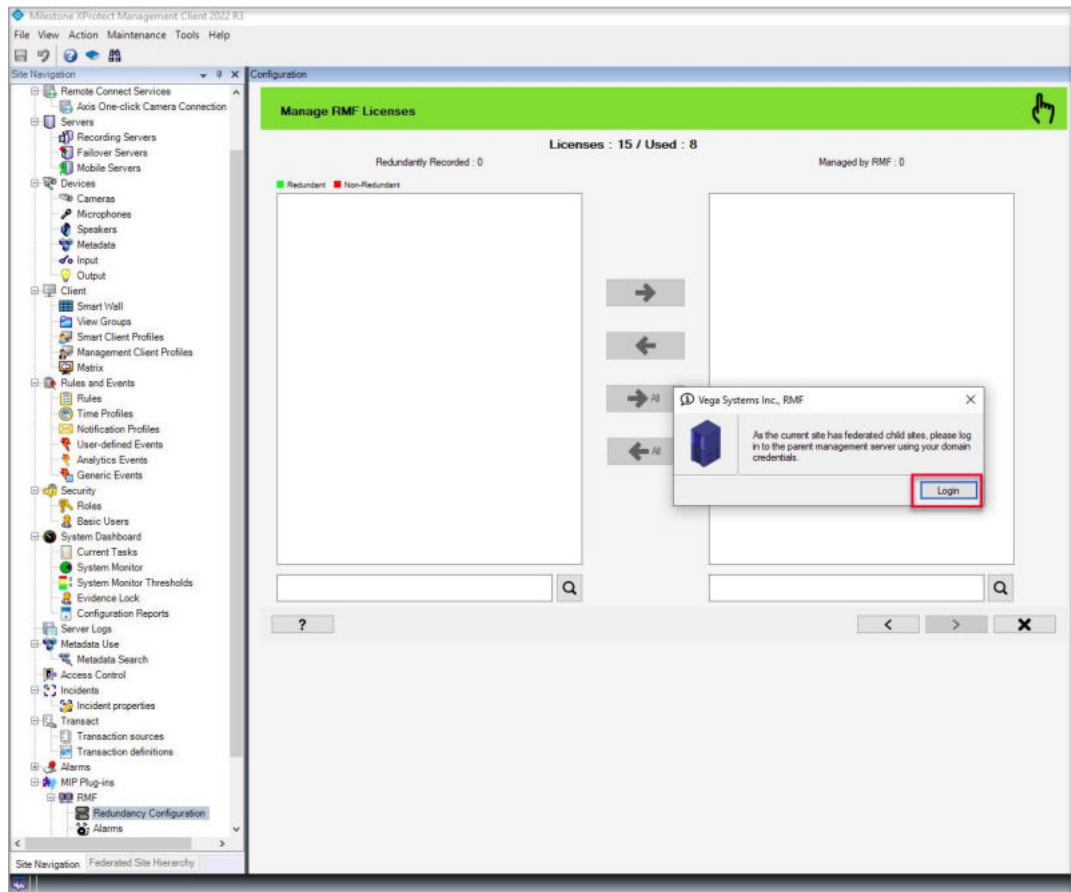 Milestone XProtect Management Client 2022 R3
File View Action Maintenance Tools Help
Site Navigation
Configuration
Remote Connect Services
Axis One-click Camera Connection
Servers
Recording Servers
Failover Servers
Mobile Servers
Devices
Cameras
Microphones
Speakers
Metadata
Input
Output
Client
Smart Wall
View Groups
Smart Client Profiles
Management Client Profiles
Matrix
Rules and Events
Rules
Time Profiles
Notification Profiles
User-defined Events
Analytics Events
Generic Events
Security
Roles
Basic Users
System Dashboard
Current Tasks
System Monitor
System Monitor Thresholds
Evidence Lock
Configuration Reports
Server Logs
Metadata Use
Metadata Search
Access Control
Incidents
Incident properties
Transact
Transaction sources
Transaction definitions
Alarms
MIP Plug-ins
RMF
Redundancy Configuration
Alarms
Site Navigation Federated Site Hierarchy
Manage RMF Licenses
Licenses : 15 / Used : 8
Redundantly Recorded : 0
Managed by RMF : 0
Redundant Non-Redundant
All
All
Vega Systems Inc., RMF
As the current site has federated child sites, please log
in to the parent management server using your domain
credentials.
Login
?